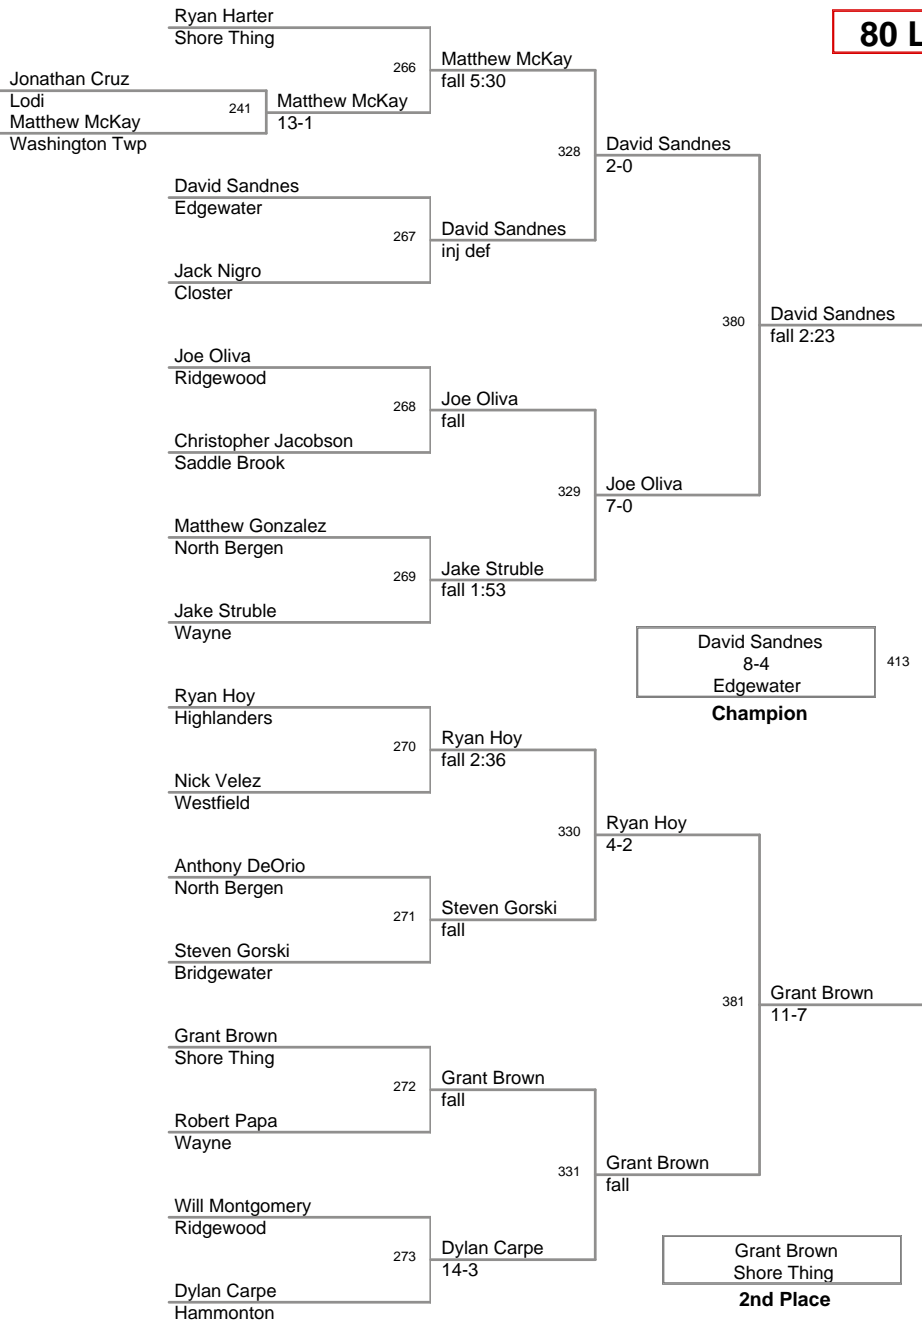 Ryan Harter
Shore Thing
80 L
266
Matthew McKay
fall 5:30
Jonathan Cruz
Lodi
241
Matthew McKay
13-1
Matthew McKay
Washington Twp
328
David Sandnes
2-0
David Sandnes
Edgewater
267
David Sandnes
inj def
Jack Nigro
Closter
380
David Sandnes
fall 2:23
Joe Oliva
Ridgewood
268
Joe Oliva
fall
Christopher Jacobson
Saddle Brook
329
Joe Oliva
7-0
Matthew Gonzalez
North Bergen
269
Jake Struble
fall 1:53
Jake Struble
Wayne
David Sandnes
8-4
Edgewater
413
Champion
Ryan Hoy
Highlanders
270
Ryan Hoy
fall 2:36
Nick Velez
Westfield
330
Ryan Hoy
4-2
Anthony DeOrio
North Bergen
271
Steven Gorski
fall
Steven Gorski
Bridgewater
381
Grant Brown
11-7
Grant Brown
Shore Thing
272
Grant Brown
fall
Robert Papa
Wayne
331
Grant Brown
fall
Will Montgomery
Ridgewood
273
Dylan Carpe
14-3
Dylan Carpe
Hammonton
Grant Brown
Shore Thing
2nd Place